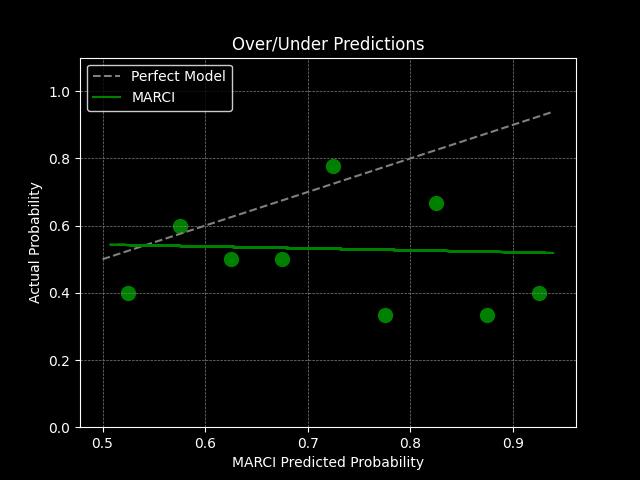 Over/Under Predictions
Perfect Model
MARCI
1.0
0.8
0.6
0.4
0.2
0.0
Actual Probability
0.5 0.6 0.7 0.8 0.9
MARCI Predicted Probability